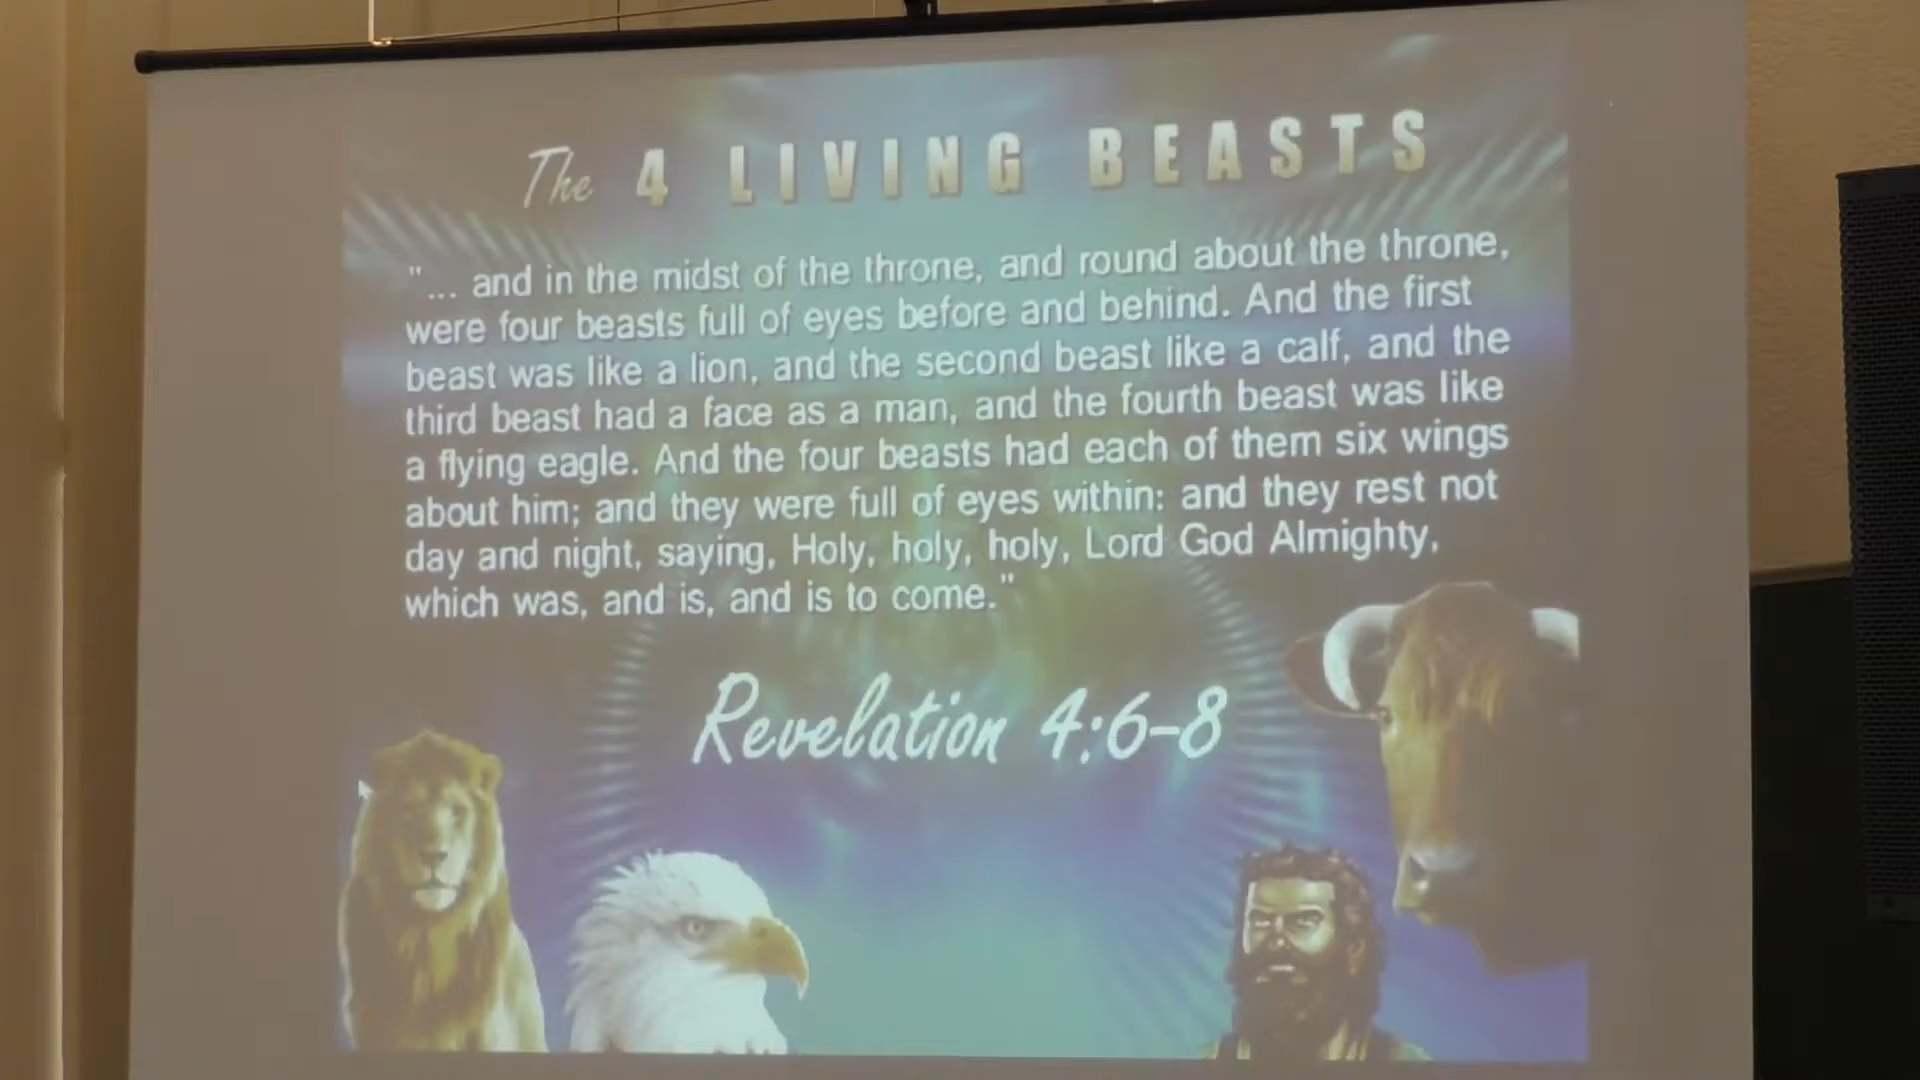 The 4 LIVING BEASTS
"... and in the midst of the throne, and round about the throne,
were four beasts full of eyes before and behind. And the first
beast was like a lion, and the second beast like a calf, and the
third beast had a face as a man, and the fourth beast was like
a flying eagle. And the four beasts had each of them six wings
about him; and they were full of eyes within: and they rest not
day and night, saying, Holy, holy, holy, Lord God Almighty,
which was, and is, and is to come."
Revelation 4:6-8